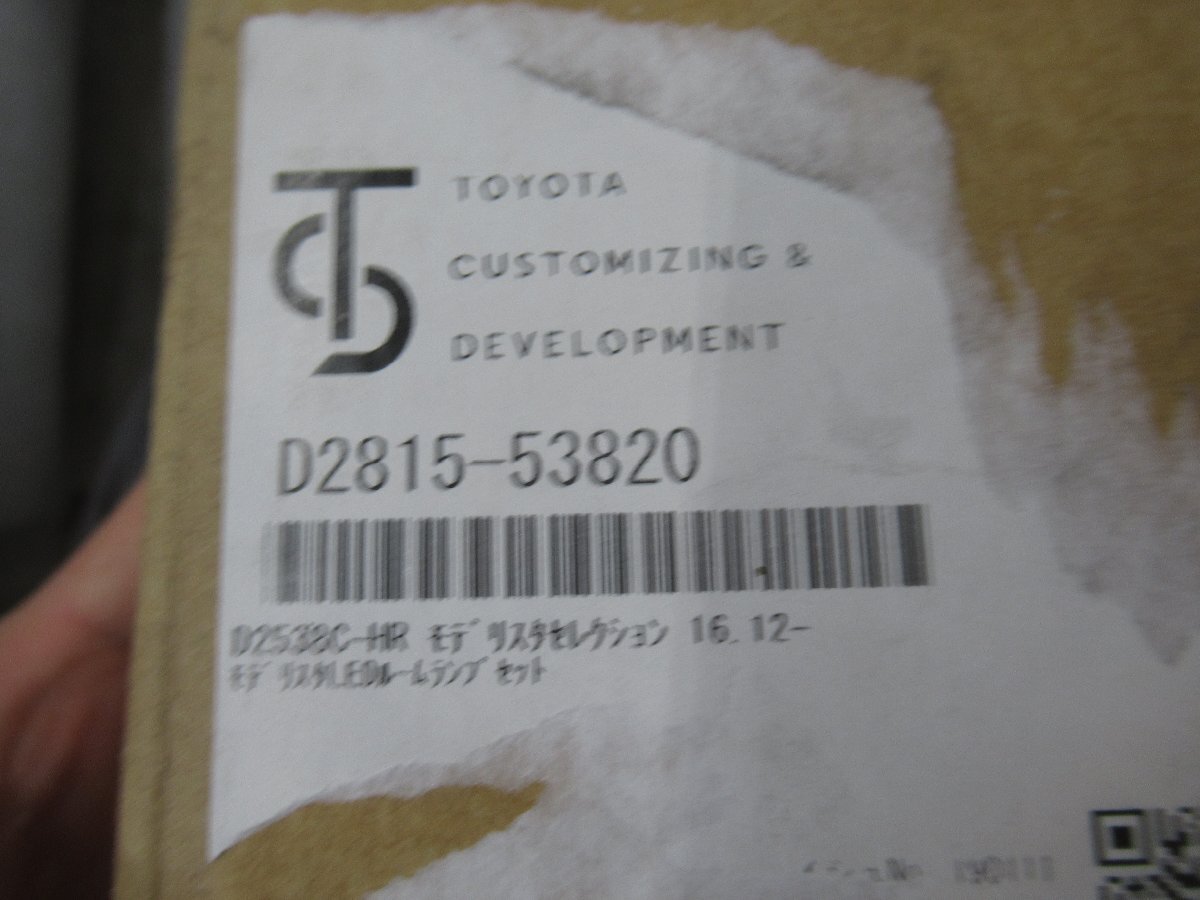 TOYOTA
CUSTOMIZING &
DEVELOPMENT
D2815-53820
D2538C-HR ﾓﾃﾞﾘｽﾀｾﾚｸｼｮﾝ 16.12-
ﾓﾃﾞﾘｽﾀLEDﾙｰﾑﾗﾝﾌﾟｾｯﾄ